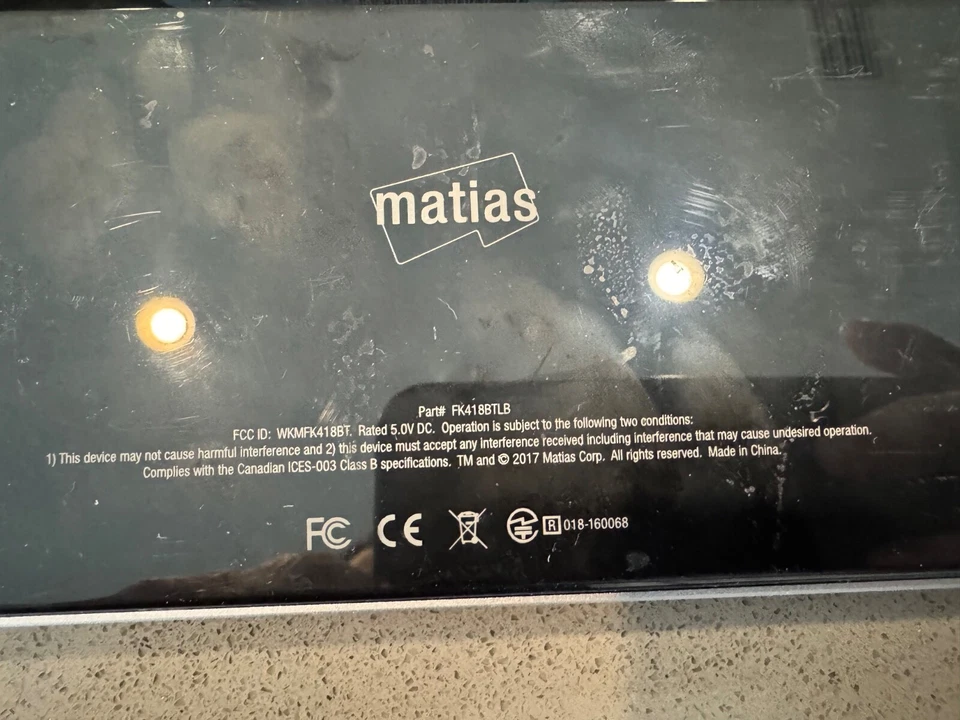 matias
Part# FK418BTLB
FCC ID: WKMFK418BT. Rated 5.0V DC. Operation is subject to the following two conditions:
1) This device may not cause harmful interference and 2) this device must accept any interference received including interference that may cause undesired operation.
Complies with the Canadian ICES-003 Class B specifications. TM and © 2017 Matias Corp. All rights reserved. Made in China.
FC CE R 018-160068